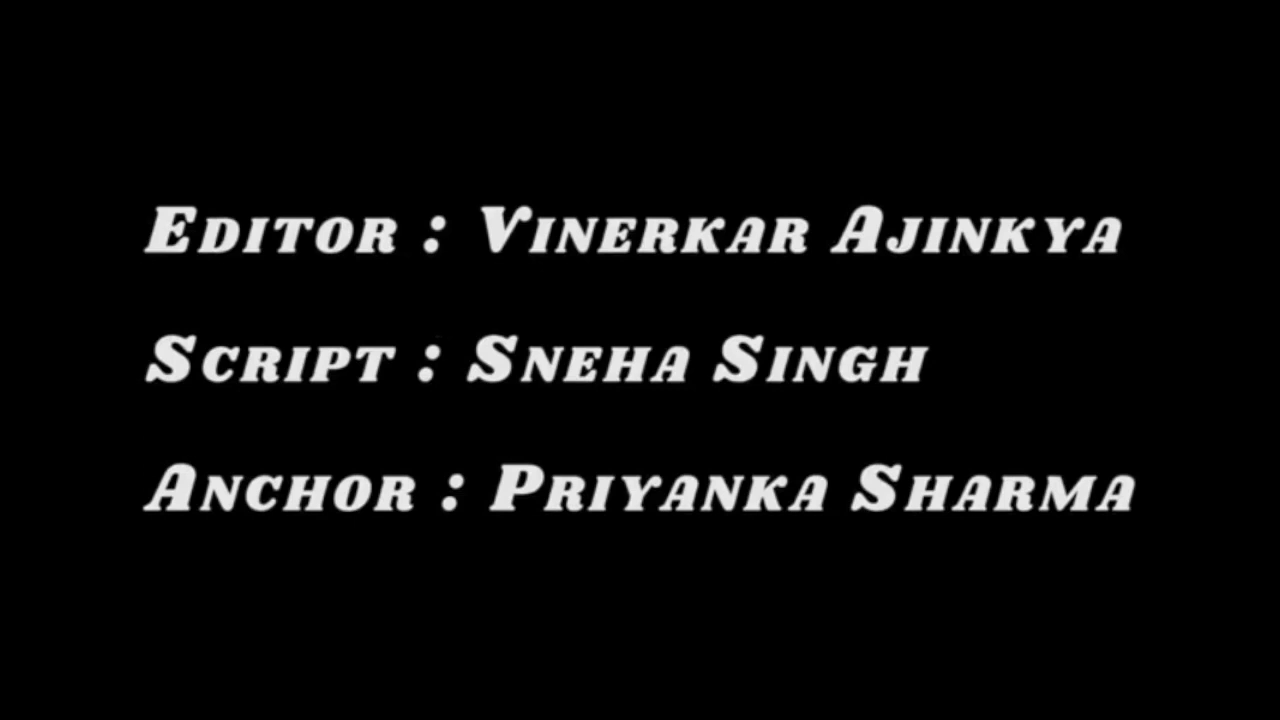 Editor : Vinerkar Ajinkya
Script : Sneha Singh
Anchor : Priyanka Sharma